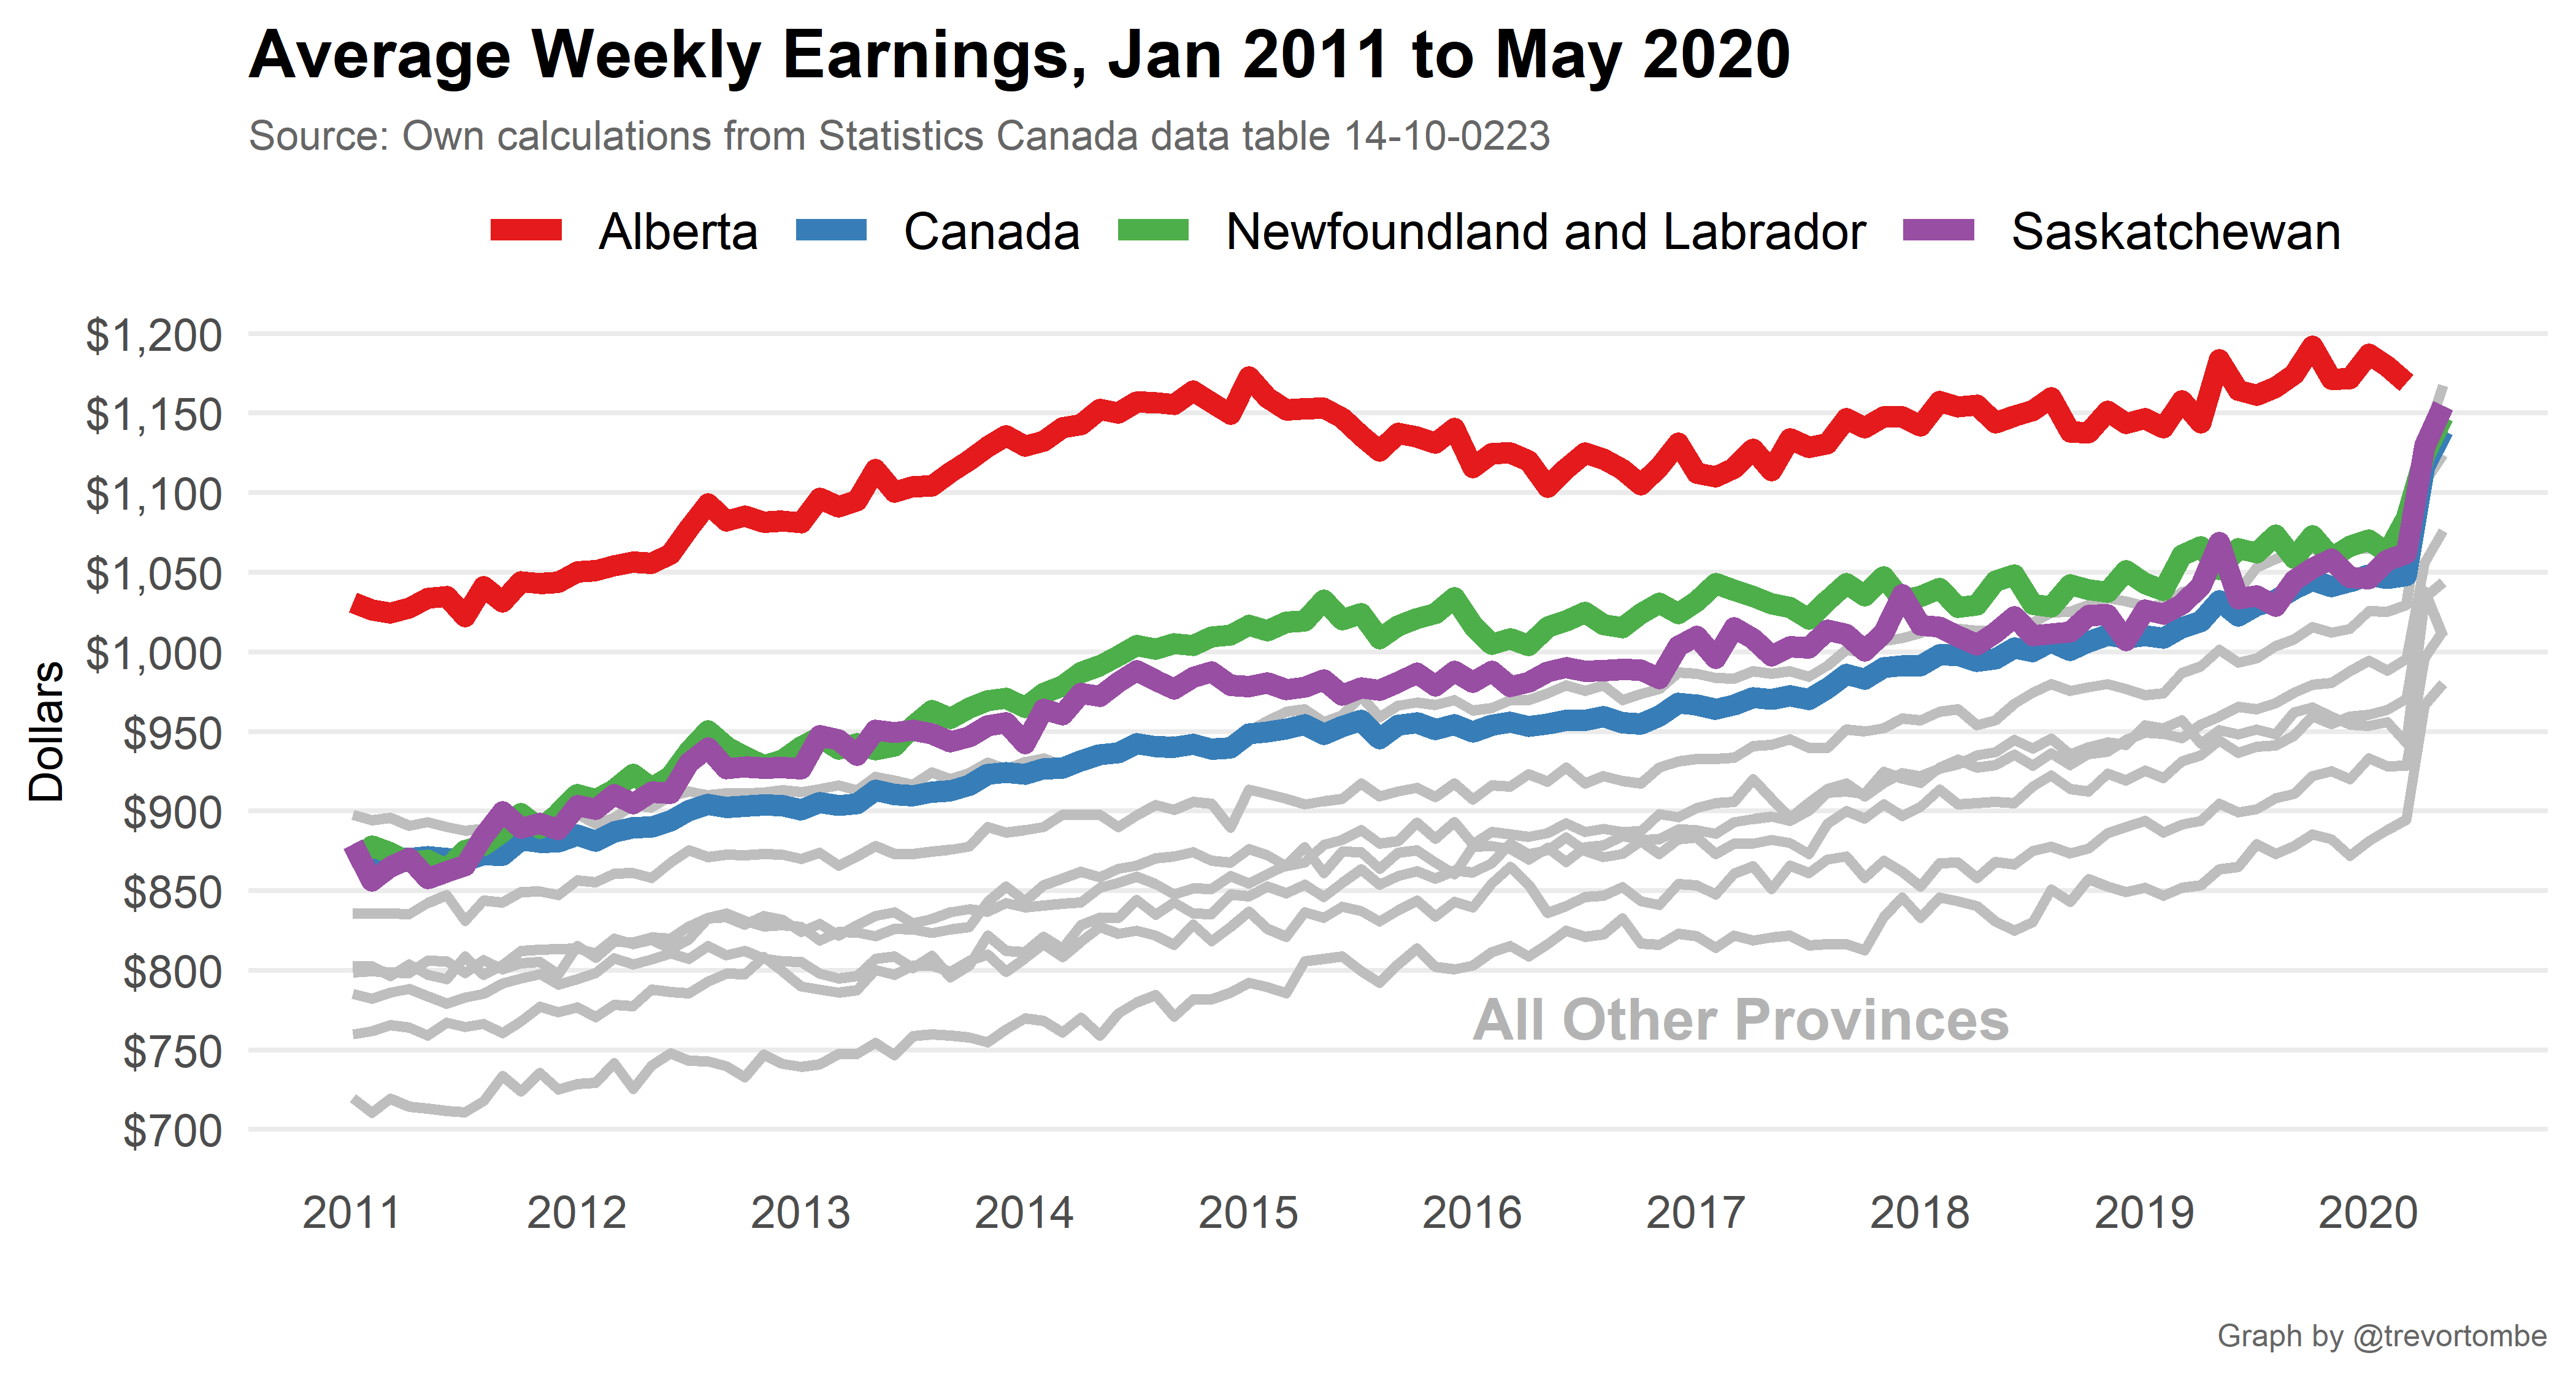 Average Weekly Earnings, Jan 2011 to May 2020
Source: Own calculations from Statistics Canada data table 14-10-0223
Alberta Canada Newfoundland and Labrador Saskatchewan
$1,200
$1,150
$1,100
$1,050
$1,000
$950
$900
$850
$800
$750
$700
Dollars
All Other Provinces
2011 2012 2013 2014 2015 2016 2017 2018 2019 2020
Graph by @trevortombe